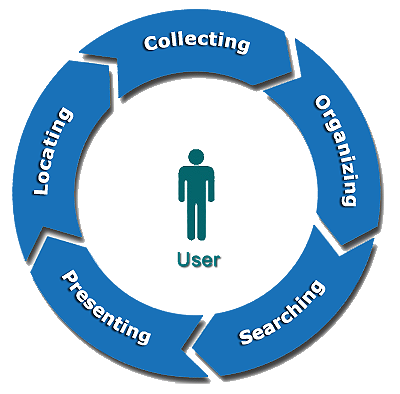 Collecting
Organizing
Searching
Presenting
Locating
User